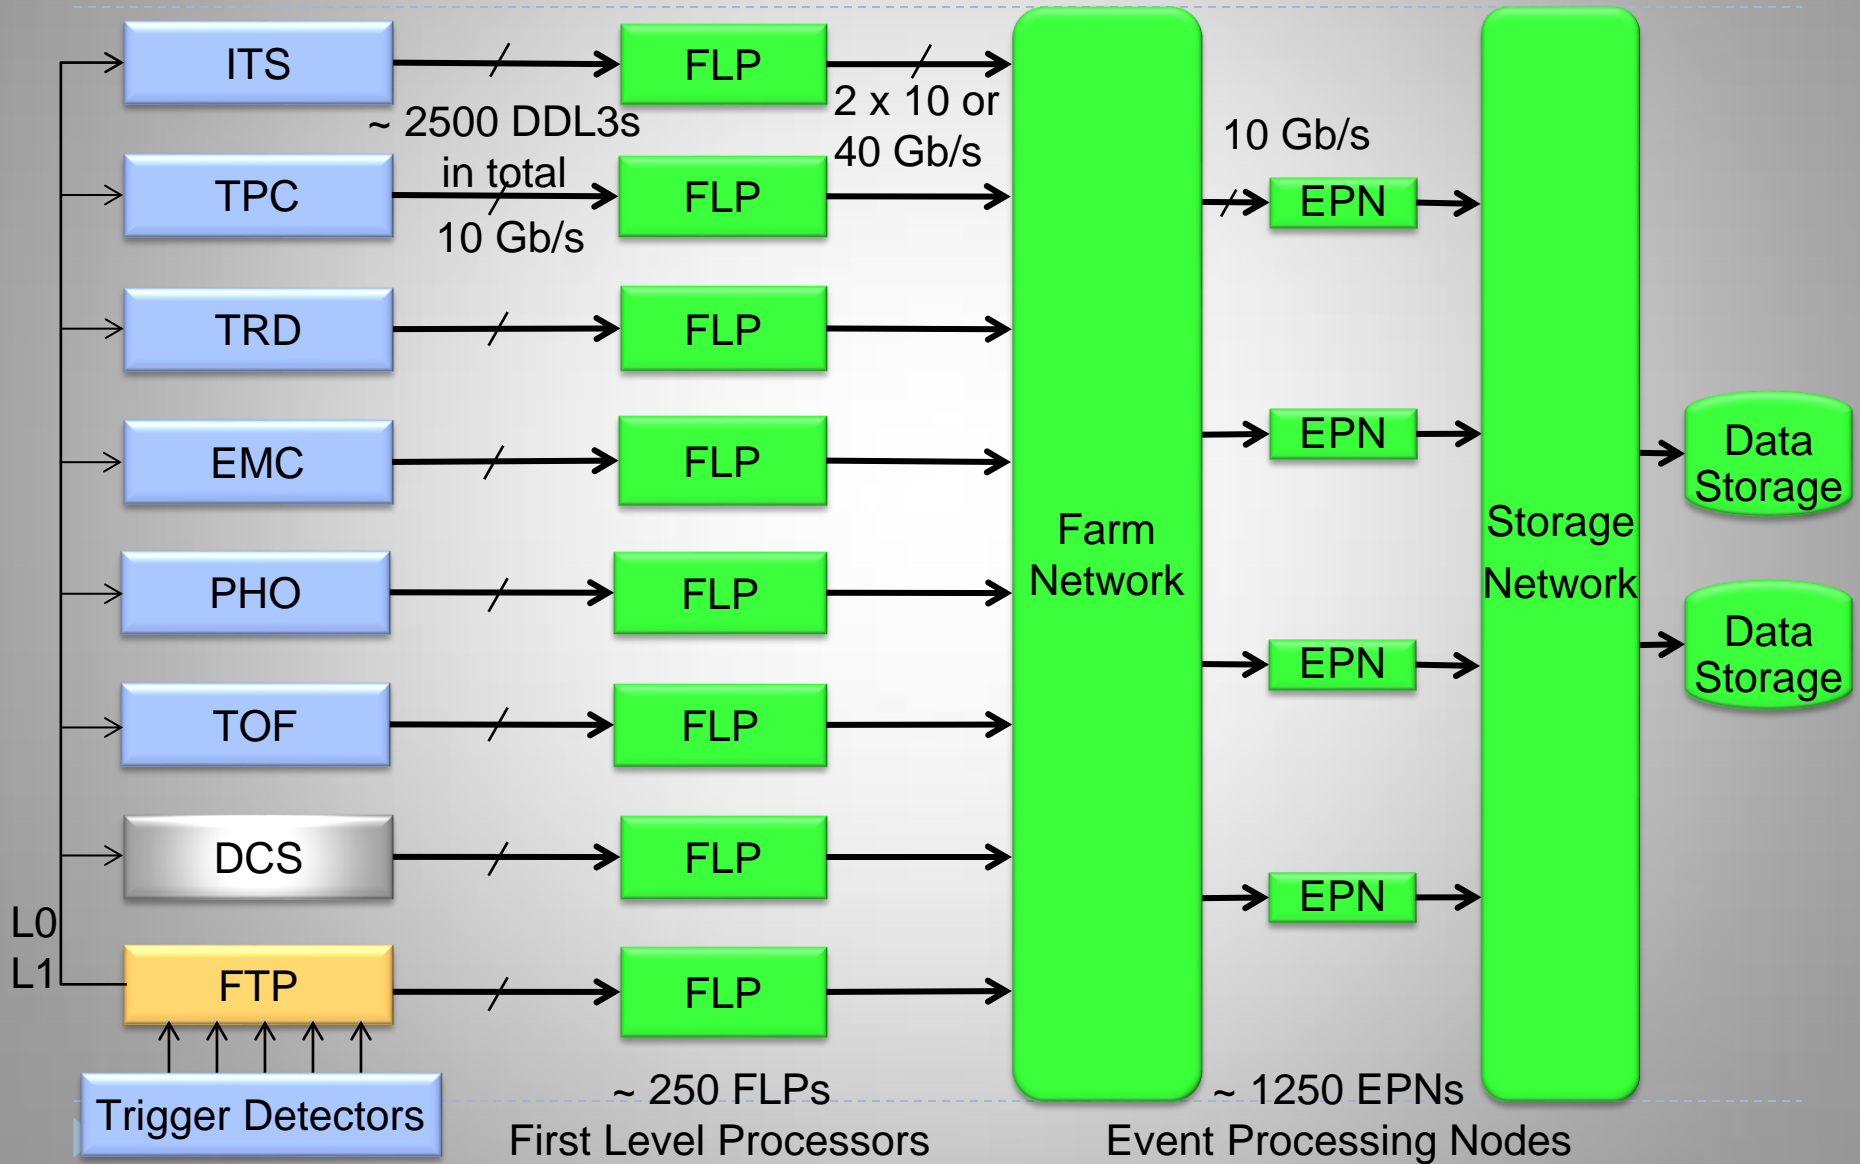 ITS
FLP
~ 2500 DDL3s
in total
2 x 10 or
40 Gb/s
10 Gb/s
TPC
FLP
EPN
10 Gb/s
TRD
FLP
EMC
FLP
EPN
Data
Storage
Farm
Network
Storage
Network
PHO
FLP
EPN
Data
Storage
TOF
FLP
DCS
FLP
EPN
L0
L1
FTP
FLP
Trigger Detectors
~ 250 FLPs
First Level Processors
~ 1250 EPNs
Event Processing Nodes